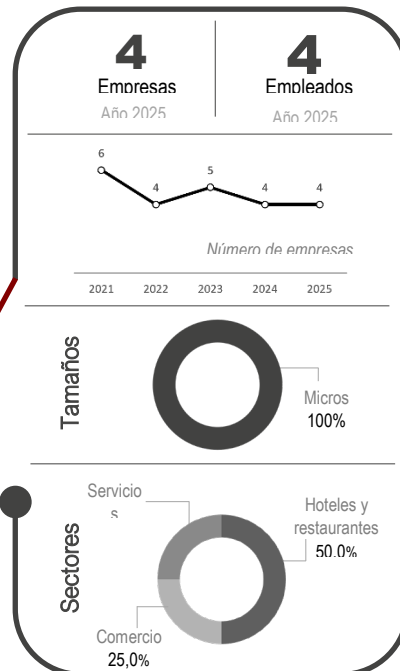 4 4
Empresas Empleados
Año 2025 Año 2025
6
4
5
4
4
Número de empresas
2021 2022 2023 2024 2025
Tamaños
Micros
100%
Sectores
Servicio
s
Hoteles y
restaurantes
50.0%
Comercio
25,0%